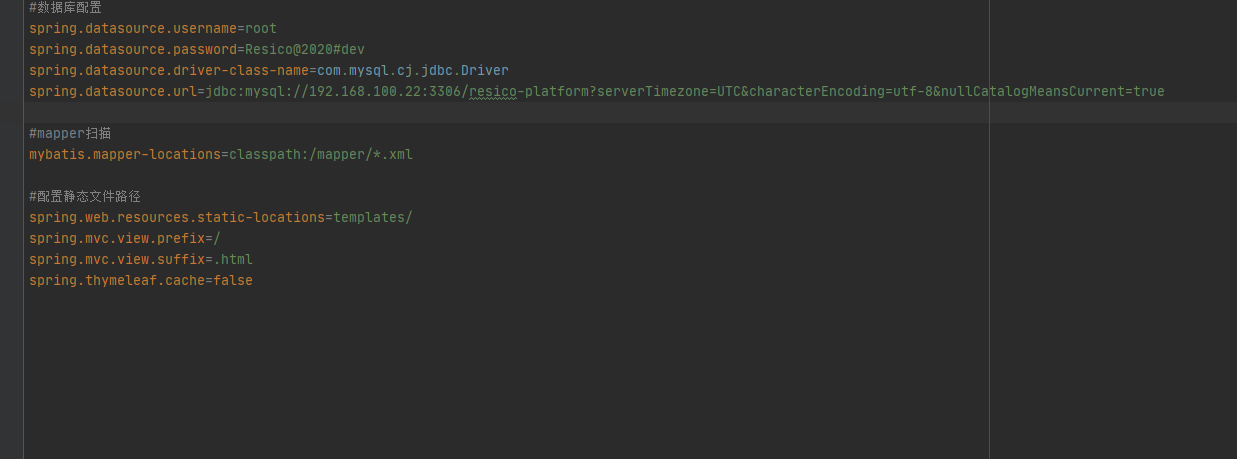 #数据库配置
spring.datasource.username=root
spring.datasource.password=Resico@2020#dev
spring.datasource.driver-class-name=com.mysql.cj.jdbc.Driver
spring.datasource.url=jdbc:mysql://192.168.100.22:3306/resico-platform?serverTimezone=UTC&characterEncoding=utf-8&nullCatalogMeansCurrent=true
#mapper扫描
mybatis.mapper-locations=classpath:/mapper/*.xml
#配置静态文件路径
spring.web.resources.static-locations=templates/
spring.mvc.view.prefix=/
spring.mvc.view.suffix=.html
spring.thymeleaf.cache=false